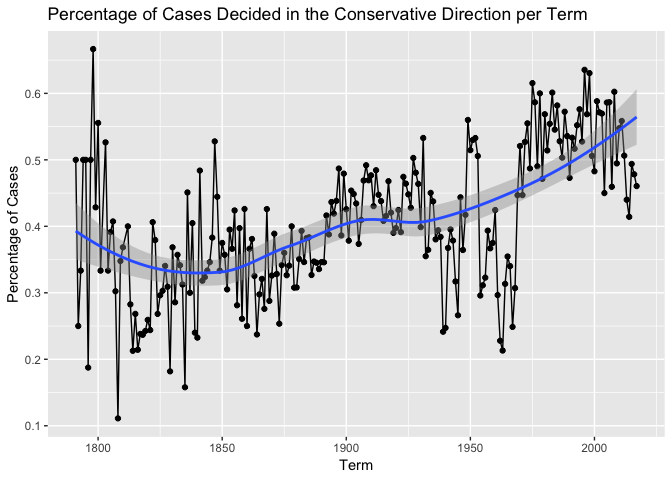 Percentage of Cases Decided in the Conservative Direction per Term
Percentage of Cases
0.6
0.5
0.4
0.3
0.2
0.1
1800 1850 1900 1950 2000
Term